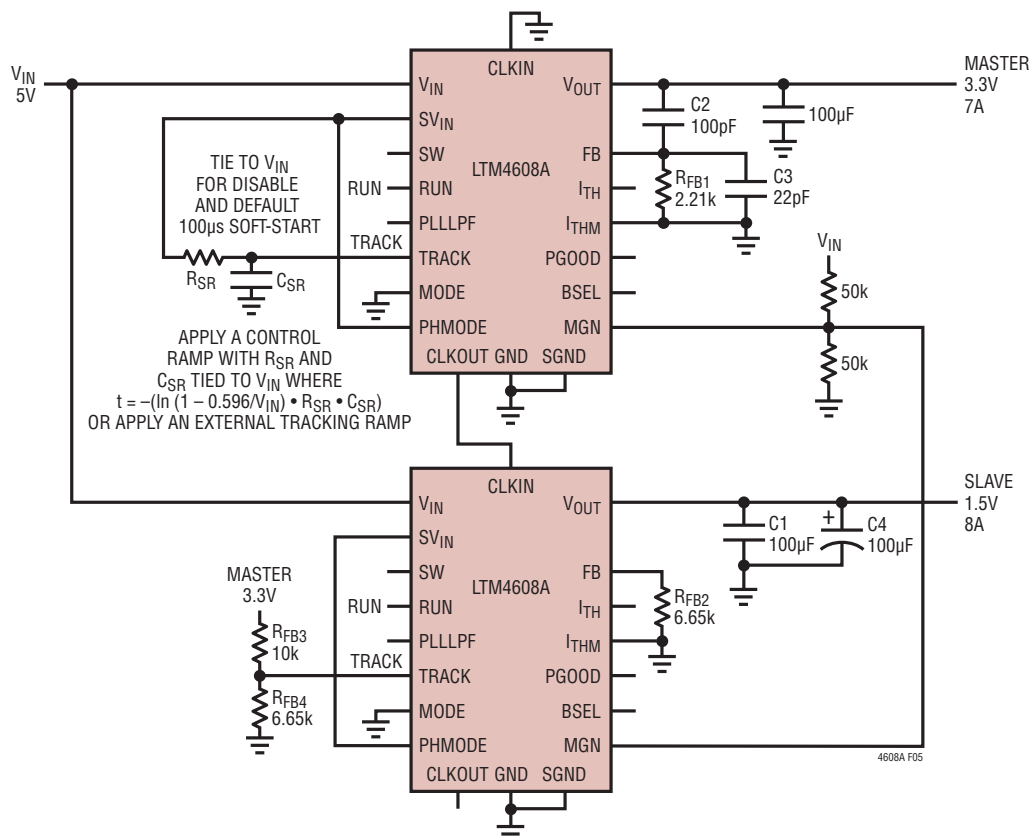 VIN
5V
CLKIN
VIN
SVIN
SW
RUN
RUN
PLLLPF
TRACK
TRACK
MODE
PHMODE
CLKOUT GND SGND
LTM4608A
VOUT
FB
ITH
ITHM
PGOOD
BSEL
MGN
TIE TO VIN
FOR DISABLE
AND DEFAULT
100µs SOFT-START
RSR
CSR
APPLY A CONTROL
RAMP WITH RSR AND
CSR TIED TO VIN WHERE
t = –(ln (1 – 0.596/VIN) • RSR • CSR)
OR APPLY AN EXTERNAL TRACKING RAMP
C2
100pF
100µF
RFB1
2.21k
C3
22pF
MASTER
3.3V
7A
VIN
50k
50k
CLKIN
VIN
SVIN
SW
RUN
RUN
PLLLPF
TRACK
TRACK
MODE
PHMODE
CLKOUT GND SGND
LTM4608A
VOUT
FB
ITH
ITHM
PGOOD
BSEL
MGN
MASTER
3.3V
RFB3
10k
RFB4
6.65k
C1
100µF
+
C4
100µF
RFB2
6.65k
SLAVE
1.5V
8A
4608A F05